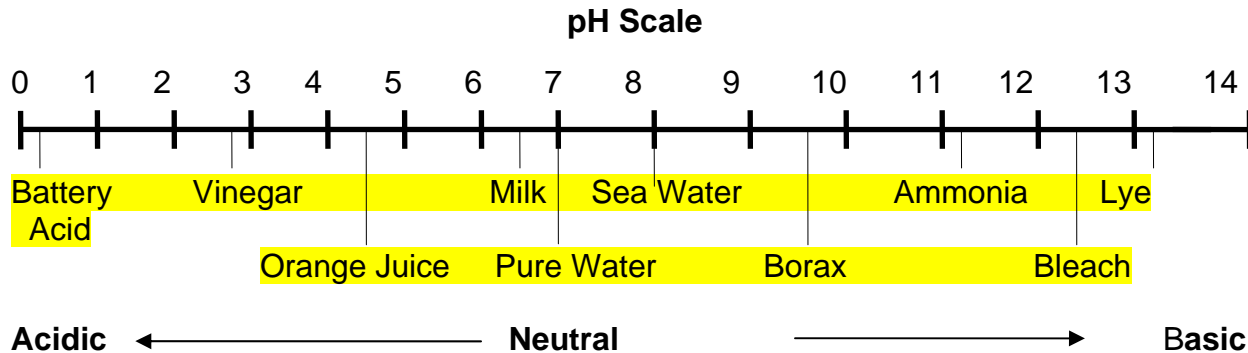 pH Scale
0 1 2 3 4 5 6 7 8 9 10 11 12 13 14
Battery Vinegar Milk Sea Water Ammonia Lye
Acid
Orange Juice Pure Water Borax Bleach
Acidic Neutral Basic